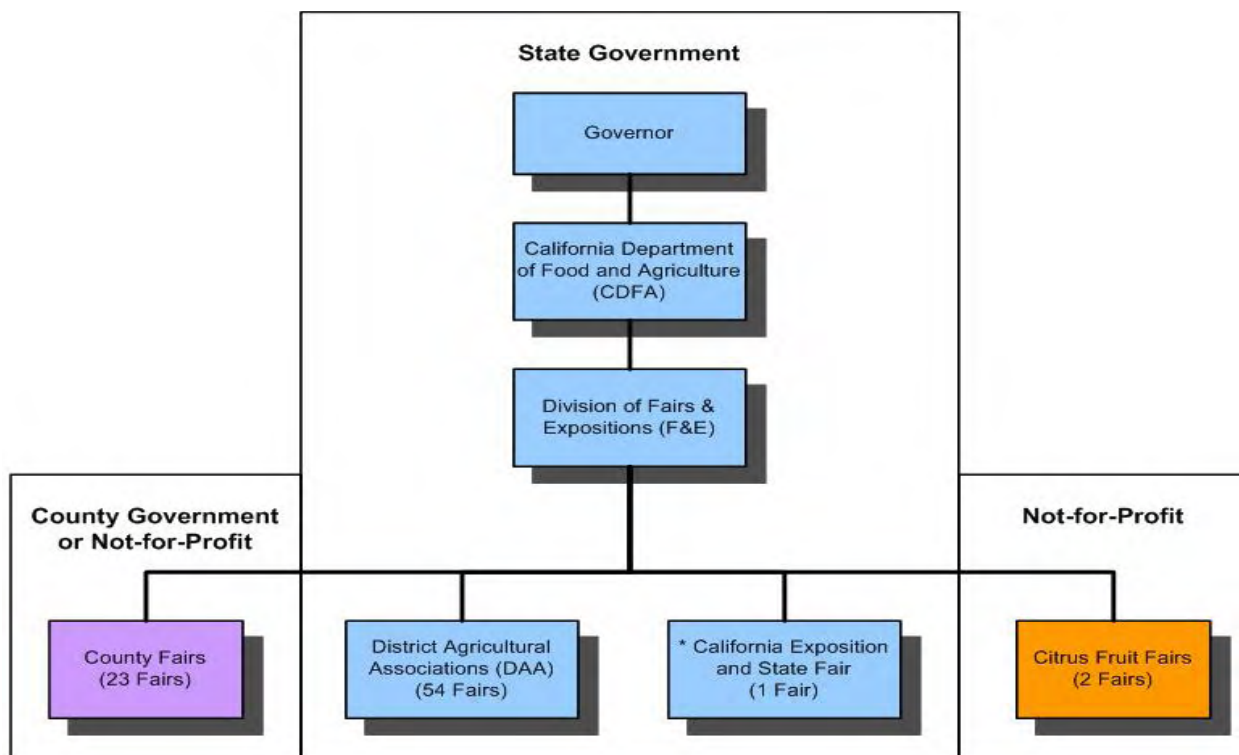 State Government
Governor
California Department
of Food and Agriculture
(CDFA)
Division of Fairs &
Expositions (F&E)
County Government
or Not-for-Profit
Not-for-Profit
County Fairs
(23 Fairs)
District Agricultural
Associations (DAA)
(54 Fairs)
* California Exposition
and State Fair
(1 Fair)
Citrus Fruit Fairs
(2 Fairs)